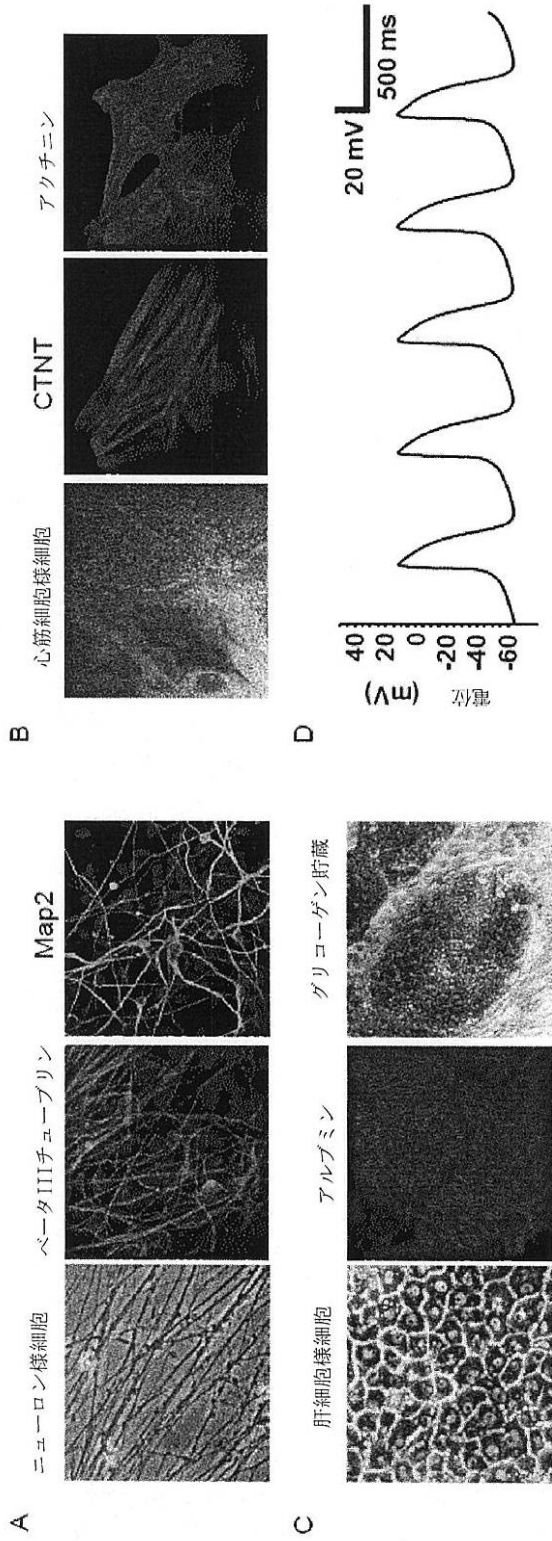 A
ニューロン様細胞
ベータIIIチューブリン
Map2
B
心筋細胞様細胞
CTNT
アクチニン
C
肝細胞様細胞
アルブミン
グリコーゲン貯蔵
D
電位
(mV)
40
20
0
-20
-40
-60
20 mV
500 ms